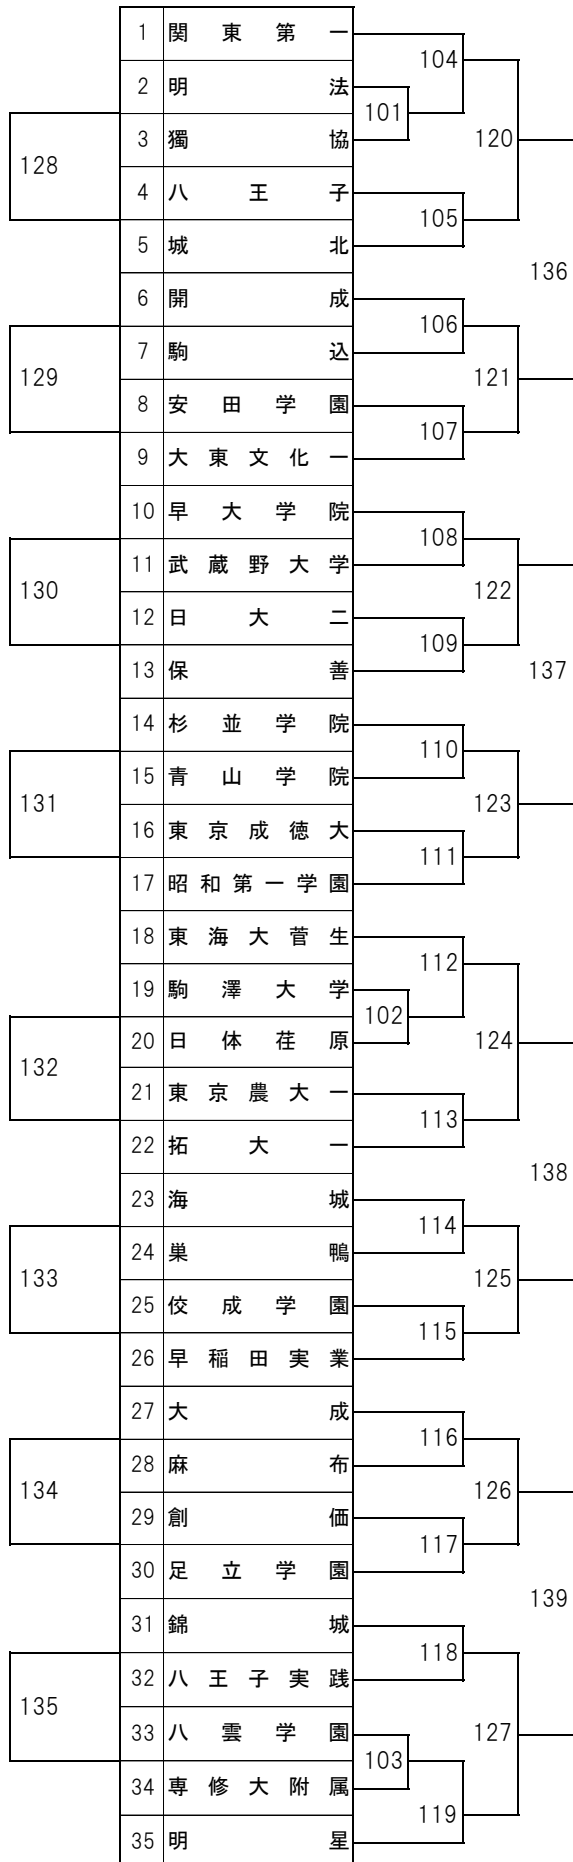 1 関東第一
104
2 明法
101
3 獨協
120
128
4 八王子
105
5 城北
136
6 開成
106
7 駒込
129
121
8 安田学園
107
9 大東文化一
10 早大学院
108
11 武蔵野大学
130
122
12 日大二
109
13 保善
137
14 杉並学院
110
15 青山学院
131
123
16 東京成徳大
111
17 昭和第一学園
18 東海大菅生
112
19 駒澤大学
102
20 日体荏原
124
132
21 東京農大一
113
22 拓大一
138
23 海城
114
24 巣鴨
133
125
25 佼成学園
115
26 早稲田実業
27 大成
116
28 麻布
134
126
29 創価
117
30 足立学園
139
31 錦城
118
32 八王子実践
135
33 八雲学園
127
103
34 専修大附属
119
35 明星